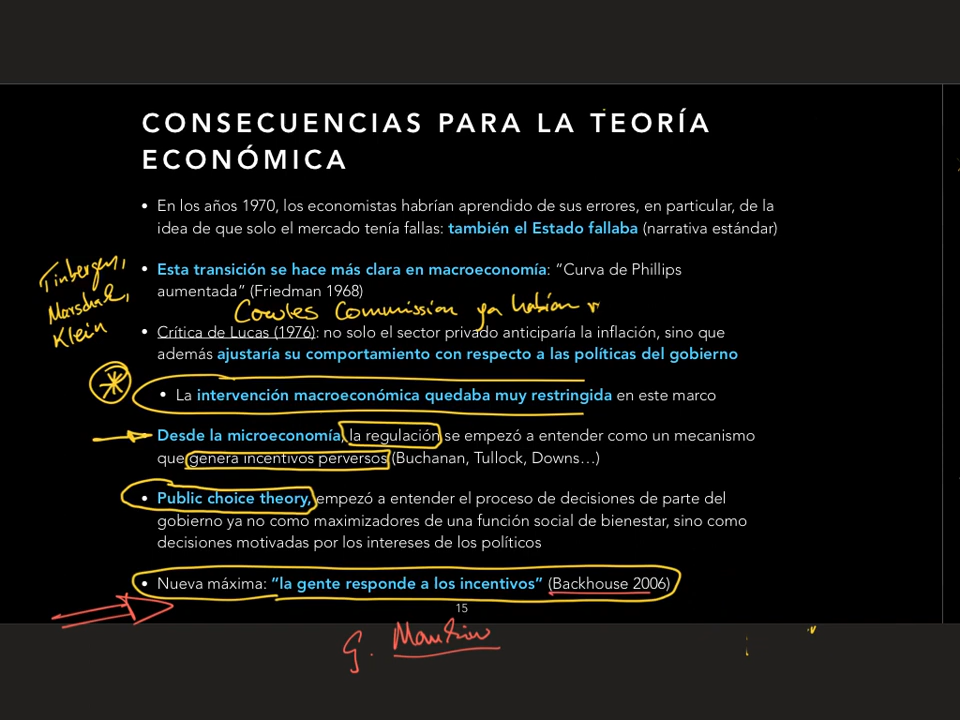 CONSECUENCIAS PARA LA TEORÍA
ECONÓMICA
• En los años 1970, los economistas habrían aprendido de sus errores, en particular, de la
idea de que solo el mercado tenía fallas: también el Estado fallaba (narrativa estándar)
• Esta transición se hace más clara en macroeconomía: “Curva de Phillips
aumentada” (Friedman 1968)
Tinbergen,
Marschak,
Klein
Cowles Commission ya habían
• Crítica de Lucas (1976): no solo el sector privado anticiparía la inflación, sino que
además ajustaría su comportamiento con respecto a las políticas del gobierno
• La intervención macroeconómica quedaba muy restringida en este marco
Desde la microeconomía, la regulación se empezó a entender como un mecanismo
que genera incentivos perversos (Buchanan, Tullock, Downs…)
• Public choice theory, empezó a entender el proceso de decisiones de parte del
gobierno ya no como maximizadores de una función social de bienestar, sino como
decisiones motivadas por los intereses de los políticos
• Nueva máxima: “la gente responde a los incentivos” (Backhouse 2006)
15
G. Mankiw